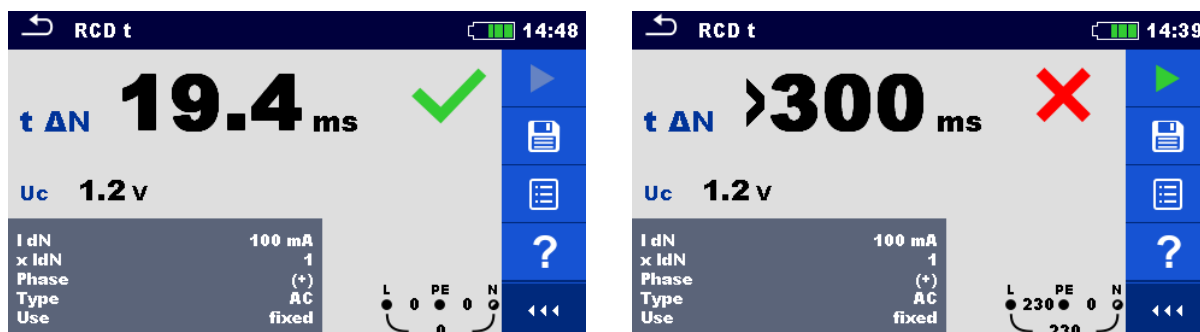 RCD t 14:48
t ΔN 19.4 ms
Uc 1.2 V
I dN 100 mA
x IdN 1
Phase (+)
Type AC
Use fixed
?
L PE N
0 0
0
RCD t 14:39
t ΔN >300 ms
Uc 1.2 V
I dN 100 mA
x IdN 1
Phase (+)
Type AC
Use fixed
?
L PE N
230 0
230